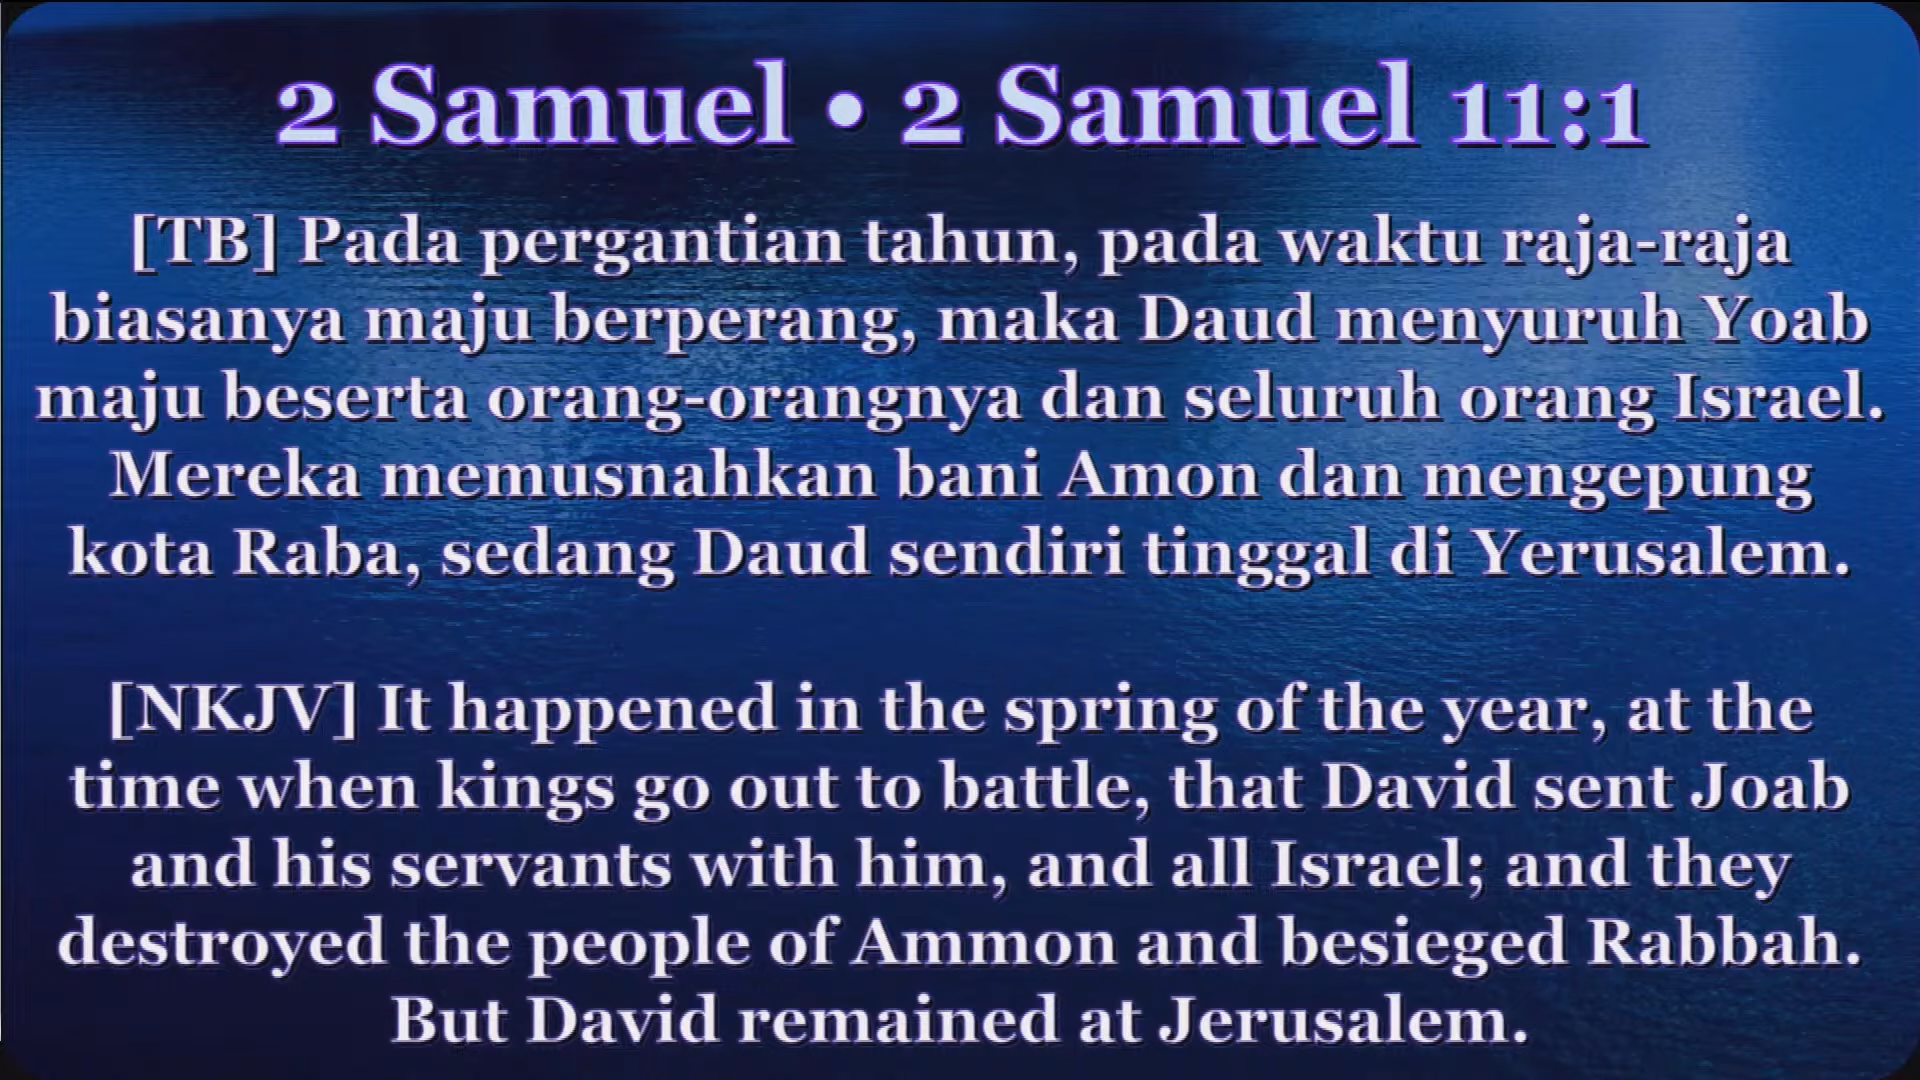 2 Samuel • 2 Samuel 11:1
[TB] Pada pergantian tahun, pada waktu raja-raja
biasanya maju berperang, maka Daud menyuruh Yoab
maju beserta orang-orangnya dan seluruh orang Israel.
Mereka memusnahkan bani Amon dan mengepung
kota Raba, sedang Daud sendiri tinggal di Yerusalem.
[NKJV] It happened in the spring of the year, at the
time when kings go out to battle, that David sent Joab
and his servants with him, and all Israel; and they
destroyed the people of Ammon and besieged Rabbah.
But David remained at Jerusalem.